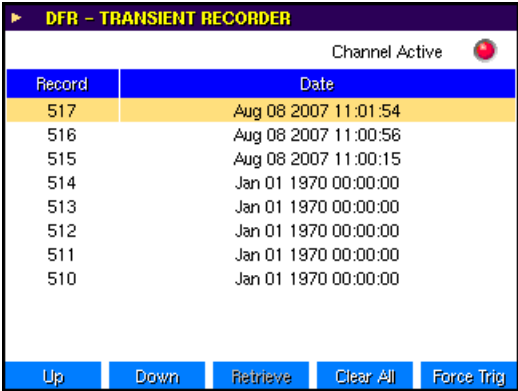 DFR – TRANSIENT RECORDER
Channel Active
Record Date
517 Aug 08 2007 11:01:54
516 Aug 08 2007 11:00:56
515 Aug 08 2007 11:00:15
514 Jan 01 1970 00:00:00
513 Jan 01 1970 00:00:00
512 Jan 01 1970 00:00:00
511 Jan 01 1970 00:00:00
510 Jan 01 1970 00:00:00
Up Down Retrieve Clear All Force Trig